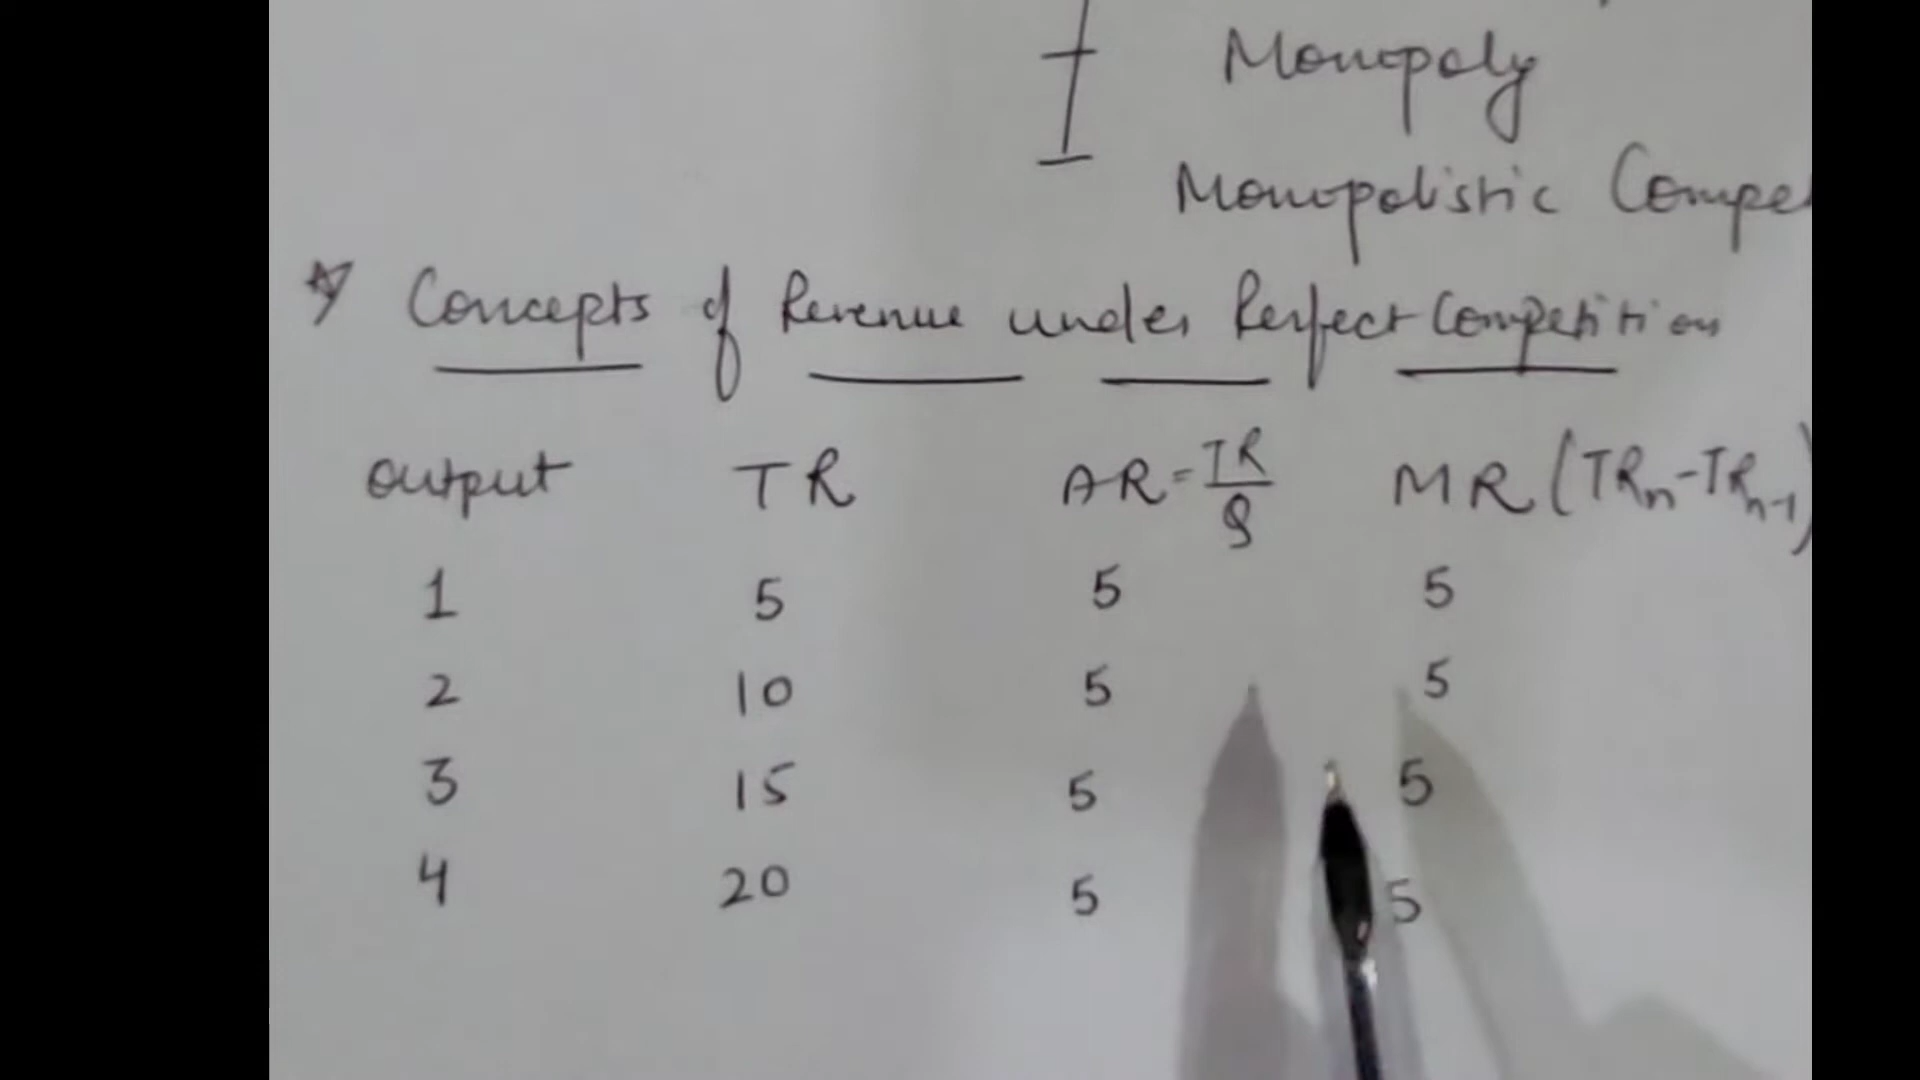 Monopoly
Monopolistic Compe
☆ Concepts of Revenue under Perfect Competition
Output TR AR = TR/Q MR (TRn - TRn-1)
1 5 5 5
2 10 5 5
3 15 5 5
4 20 5 5